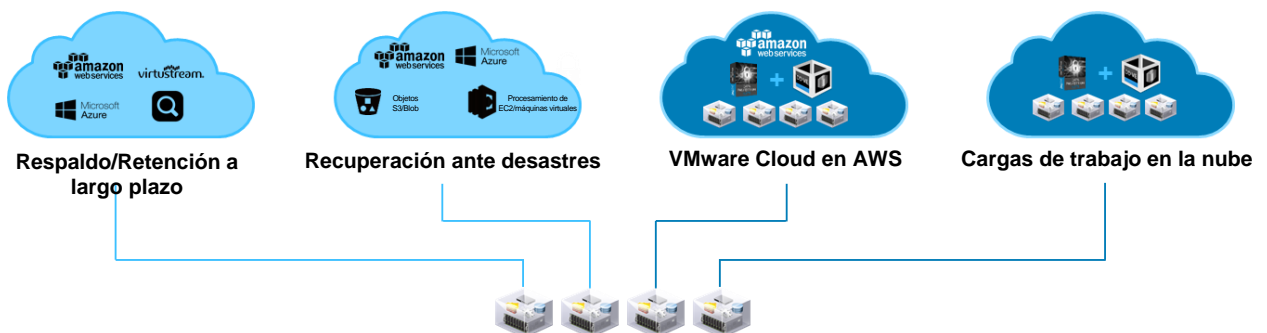 amazon
webservices
virtustream.
Microsoft
Azure
Respaldo/Retención a
largo plazo
amazon
webservices
Microsoft
Azure
Objetos
S3/Blob
Procesamiento de
EC2/máquinas virtuales
Recuperación ante desastres
amazon
webservices
+
VMware Cloud en AWS
+
Cargas de trabajo en la nube